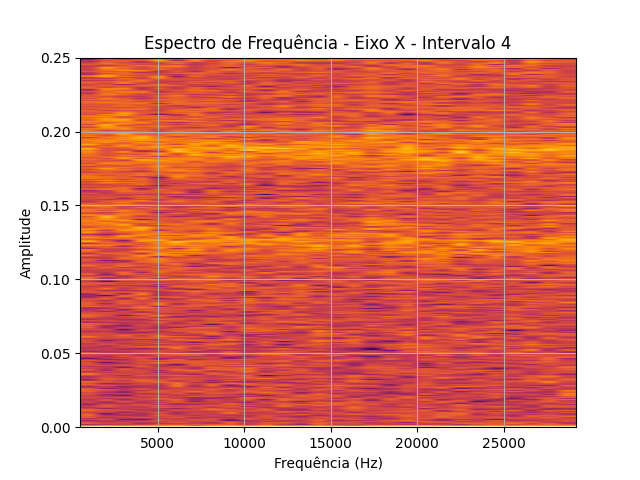 Espectro de Frequência - Eixo X - Intervalo 4
0.25
0.20
0.15
0.10
0.05
0.00
Amplitude
5000 10000 15000 20000 25000
Frequência (Hz)